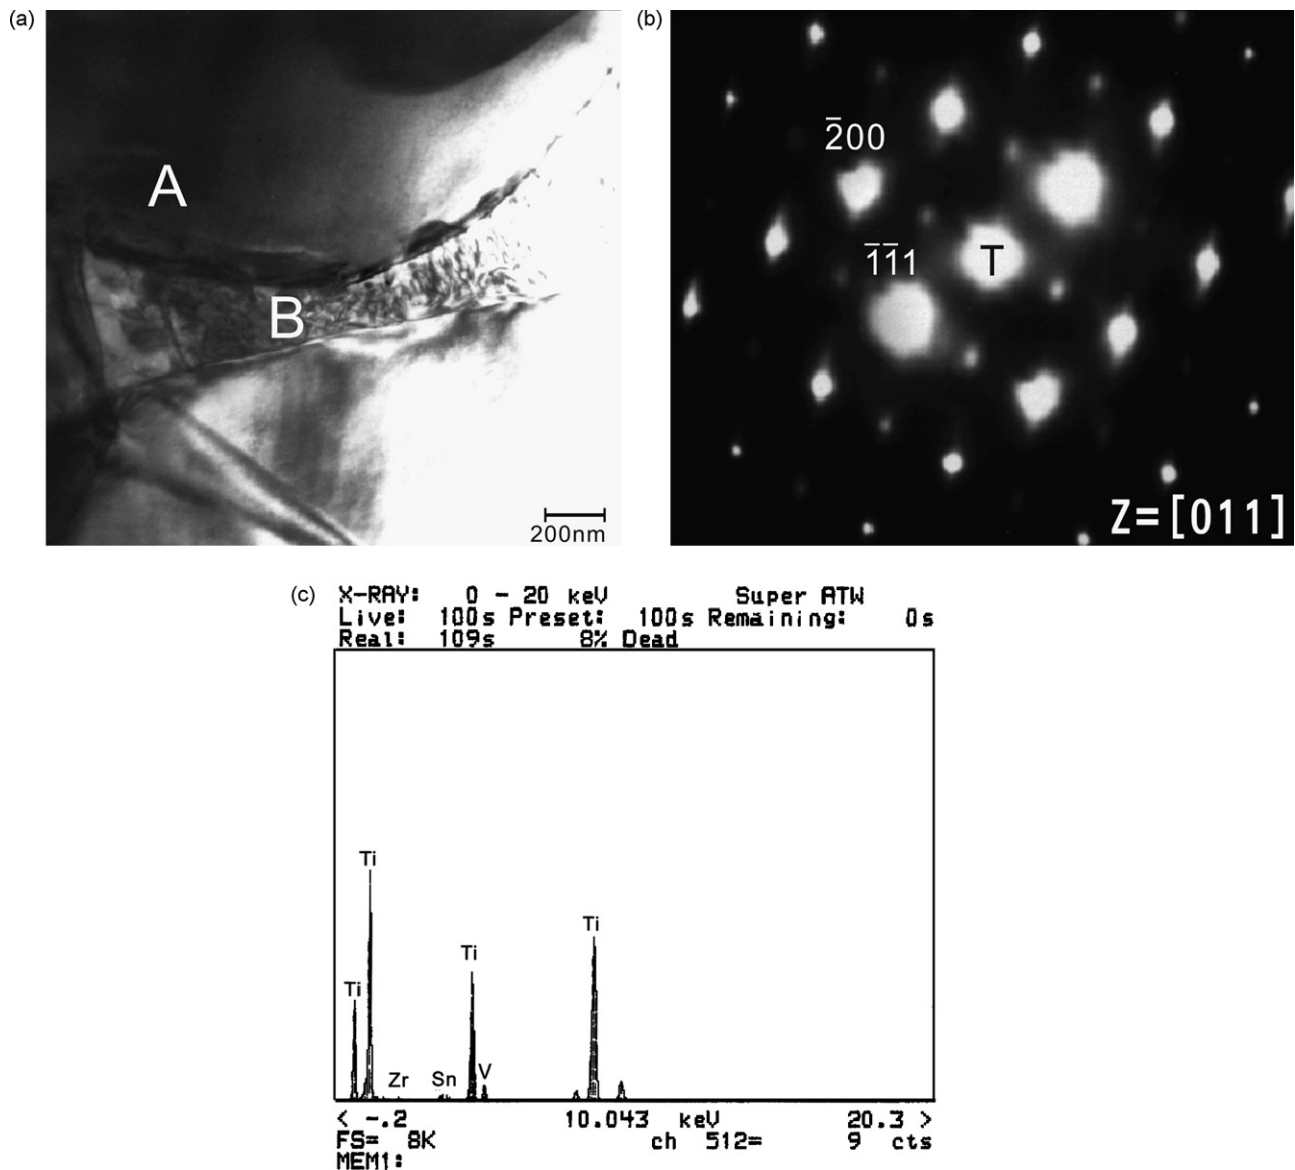 (a)
A
B
200nm
(b)
2̅00
1̅1̅1
T
Z=[011]
(c)
X-RAY: 0 - 20 keV Super ATW
Live: 100s Preset: 100s Remaining: 0s
Real: 109s 8% Dead
Ti
Ti
Ti
Ti
Zr
Sn
V
< -.2 10.043 keV 20.3 >
FS= 8K ch 512= 9 cts
MEM1: